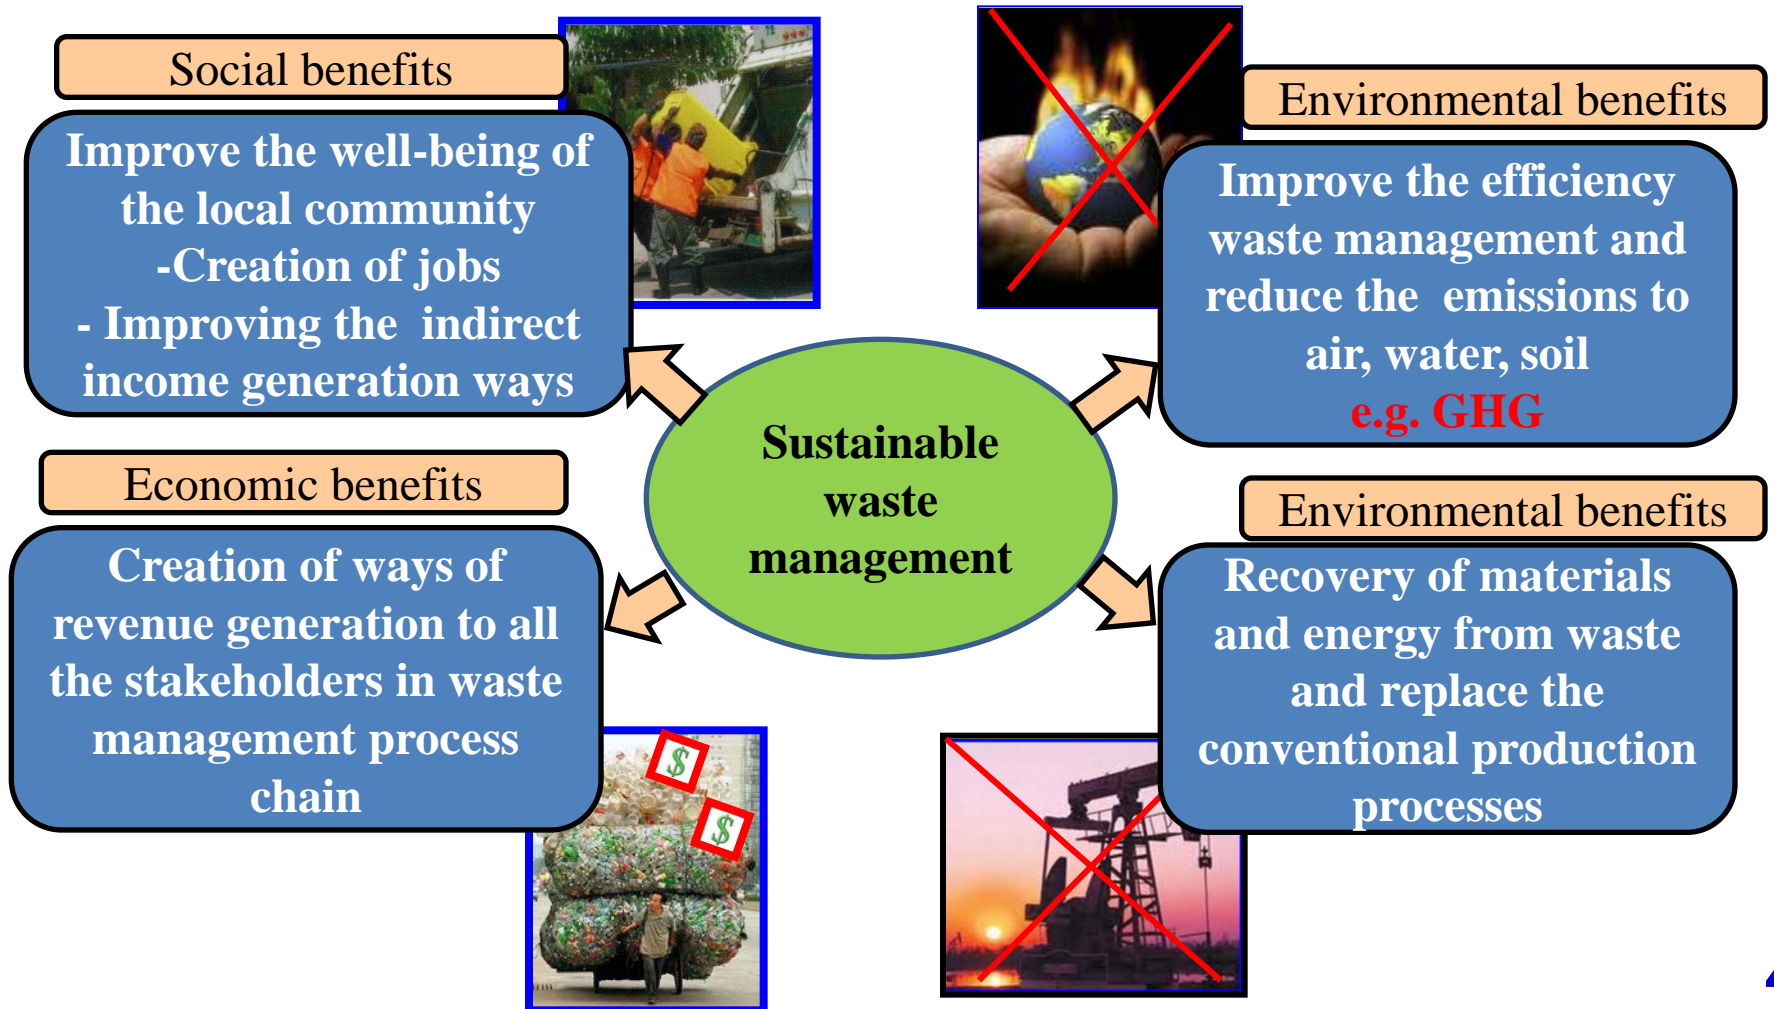 Social benefits
Improve the well-being of
the local community
-Creation of jobs
- Improving the  indirect
income generation ways
Environmental benefits
Improve the efficiency
waste management and
reduce the  emissions to
air, water, soil
e.g. GHG
Sustainable
waste
management
Economic benefits
Creation of ways of
revenue generation to all
the stakeholders in waste
management process
chain
Environmental benefits
Recovery of materials
and energy from waste
and replace the
conventional production
processes
$
$